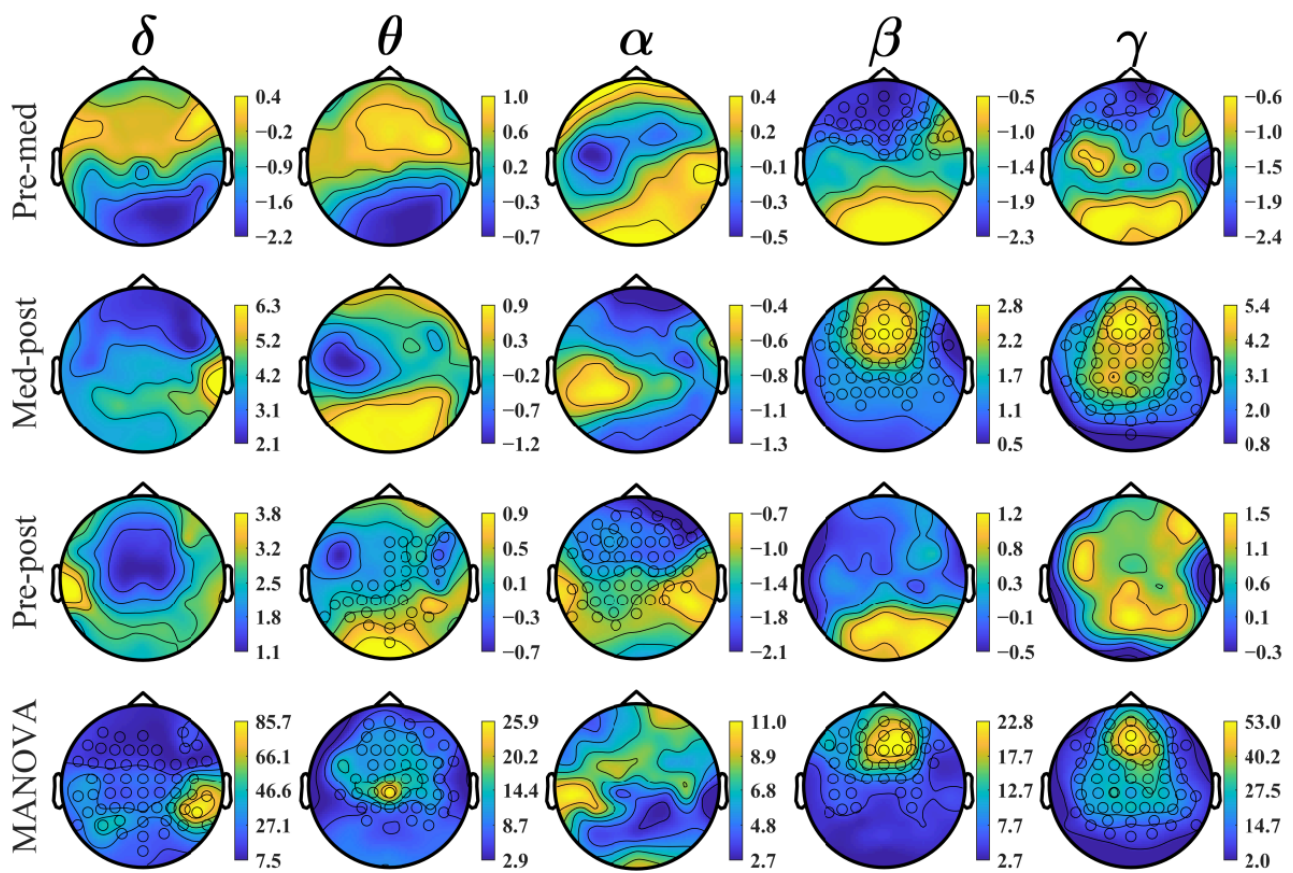 δ θ α β γ
Pre-med
0.4 1.0 0.4 −0.5 −0.6
−0.2 0.6 0.2 −1.0 −1.0
−0.9 0.2 −0.1 −1.4 −1.5
−1.6 −0.3 −0.3 −1.9 −1.9
−2.2 −0.7 −0.5 −2.3 −2.4
Med-post
6.3 0.9 −0.4 2.8 5.4
5.2 0.3 −0.6 2.2 4.2
4.2 −0.2 −0.8 1.7 3.1
3.1 −0.7 −1.1 1.1 2.0
2.1 −1.2 −1.3 0.5 0.8
Pre-post
3.8 0.9 −0.7 1.2 1.5
3.2 0.5 −1.0 0.8 1.1
2.5 0.1 −1.4 0.3 0.6
1.8 −0.3 −1.8 −0.1 0.1
1.1 −0.7 −2.1 −0.5 −0.3
MANOVA
85.7 25.9 11.0 22.8 53.0
66.1 20.2 8.9 17.7 40.2
46.6 14.4 6.8 12.7 27.5
27.1 8.7 4.8 7.7 14.7
7.5 2.9 2.7 2.7 2.0